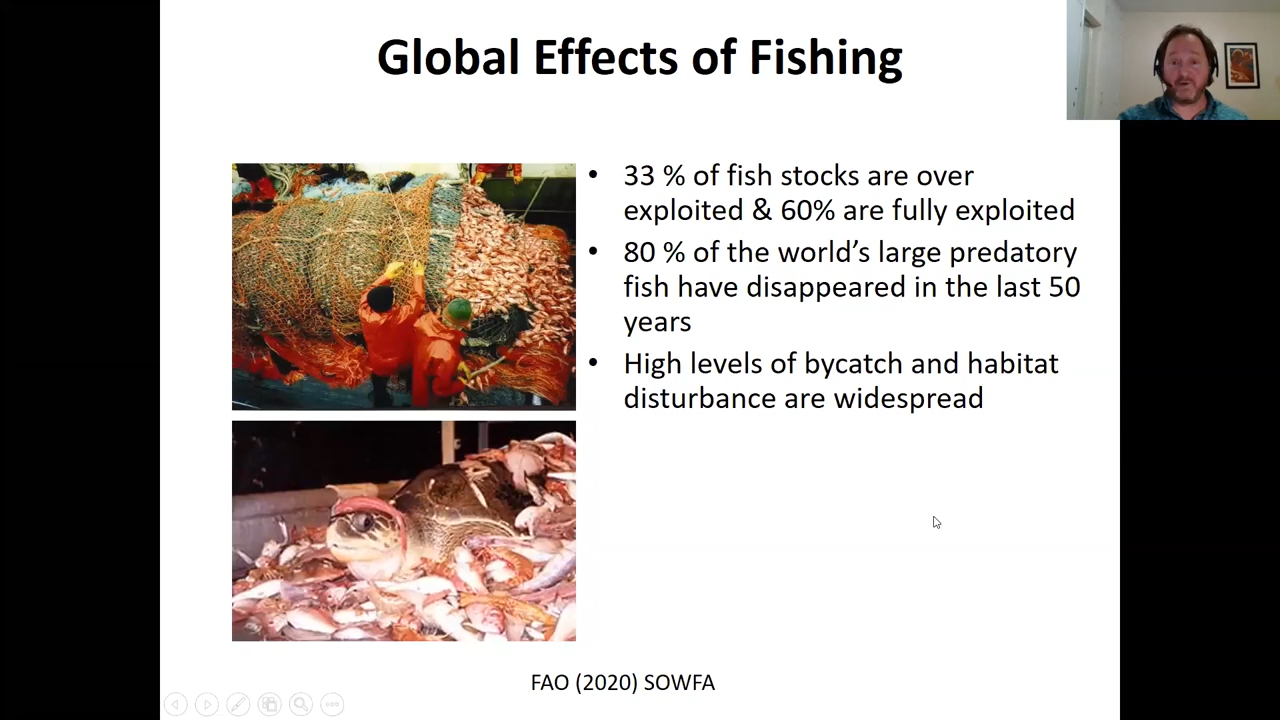 Global Effects of Fishing
• 33 % of fish stocks are over
exploited & 60% are fully exploited
• 80 % of the world’s large predatory
fish have disappeared in the last 50
years
• High levels of bycatch and habitat
disturbance are widespread
FAO (2020) SOWFA